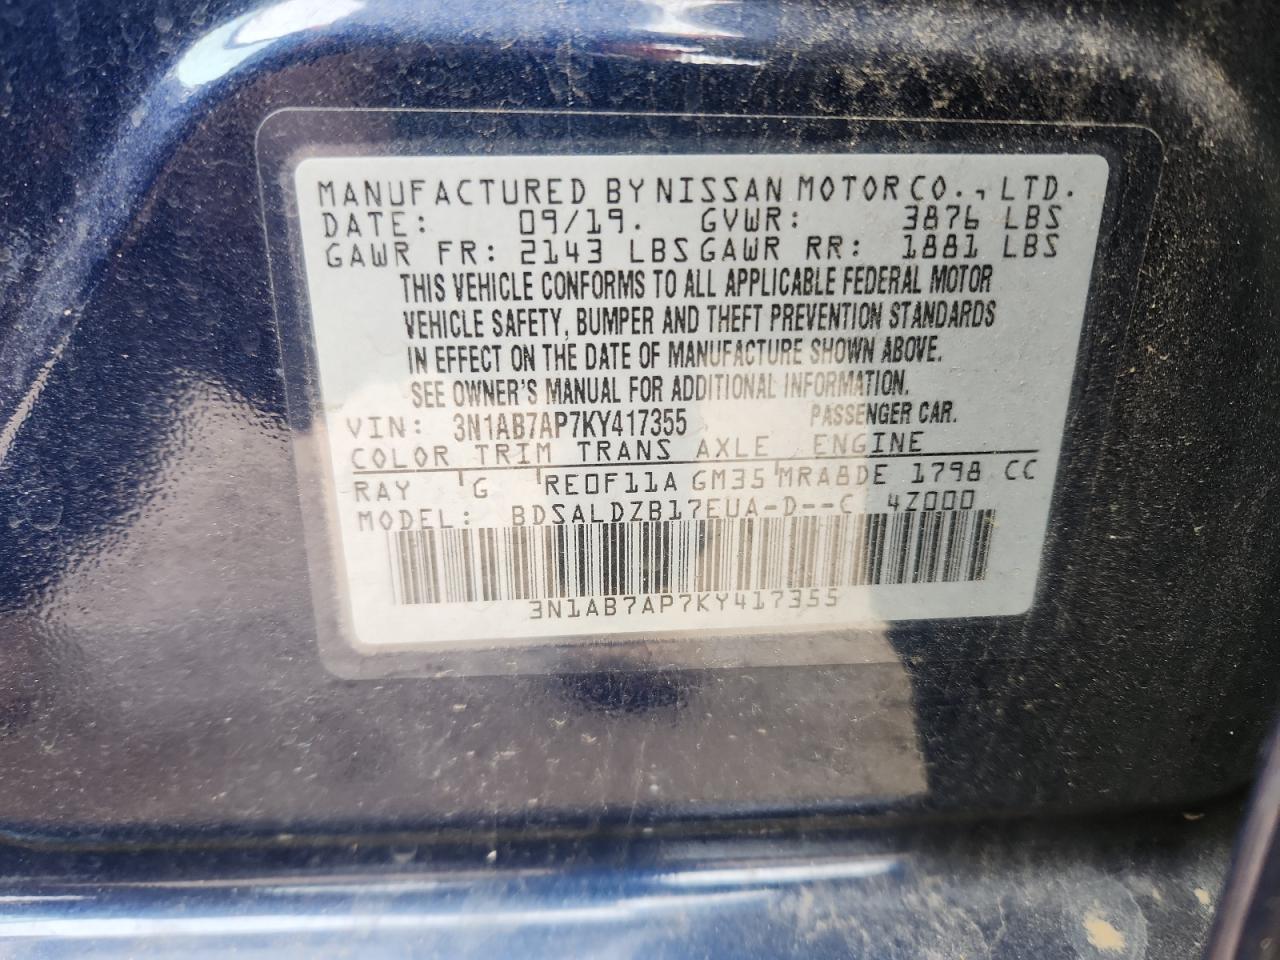 MANUFACTURED BY NISSAN MOTOR CO., LTD.
DATE: 09/19. GVWR: 3876 LBS
GAWR FR: 2143 LBS GAWR RR: 1881 LBS
THIS VEHICLE CONFORMS TO ALL APPLICABLE FEDERAL MOTOR
VEHICLE SAFETY, BUMPER AND THEFT PREVENTION STANDARDS
IN EFFECT ON THE DATE OF MANUFACTURE SHOWN ABOVE.
SEE OWNER'S MANUAL FOR ADDITIONAL INFORMATION.
VIN: 3N1AB7AP7KY417355 PASSENGER CAR.
COLOR TRIM TRANS AXLE ENGINE
RAY G RE0F11A GM35 MRA8DE 1798 CC
MODEL: BDSALDZB17EUA-D--C 4Z000
3N1AB7AP7KY417355